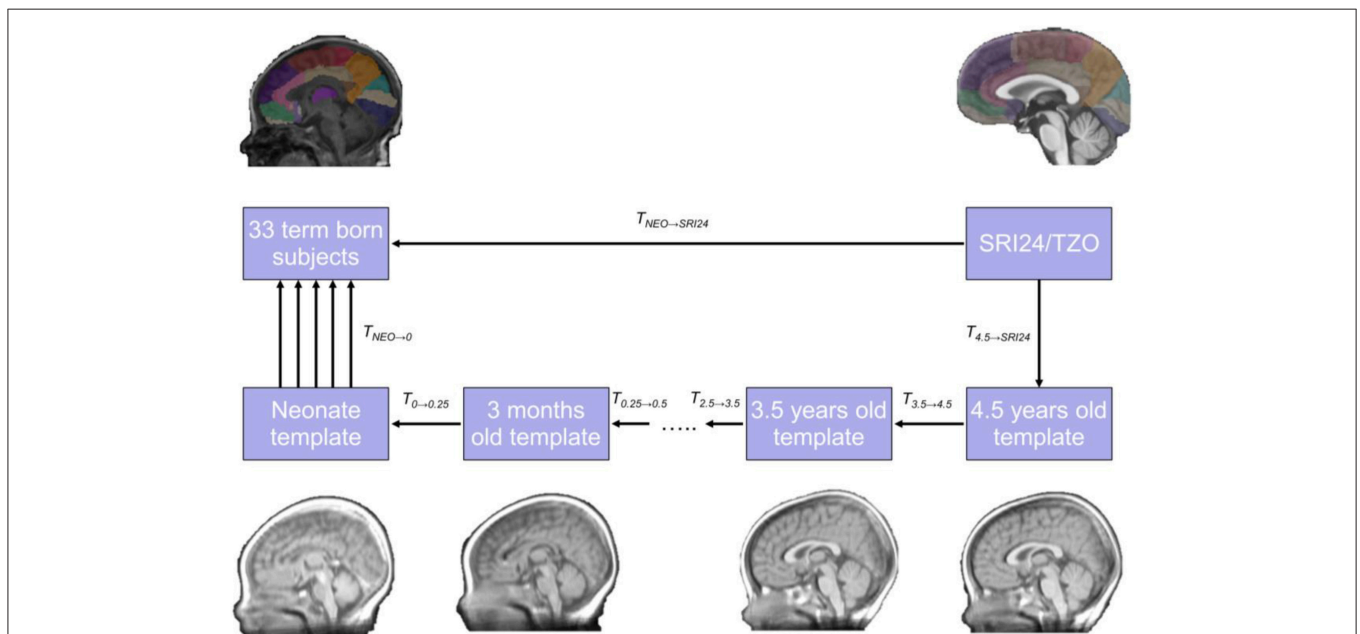 T_NEO→SRI24
33 term born
subjects
SRI24/TZO
T_NEO→0
T_4.5→SRI24
T_0→0.25
T_0.25→0.5
T_2.5→3.5
T_3.5→4.5
Neonate
template
3 months
old template
.....
3.5 years old
template
4.5 years old
template